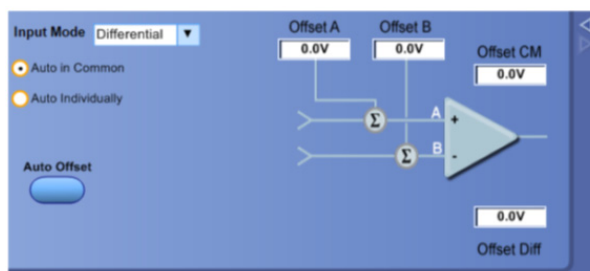 Input Mode Differential
Auto in Common
Auto Individually
Auto Offset
Offset A
0.0V
Offset B
0.0V
Offset CM
0.0V
Σ
A
+
Σ
B
-
0.0V
Offset Diff